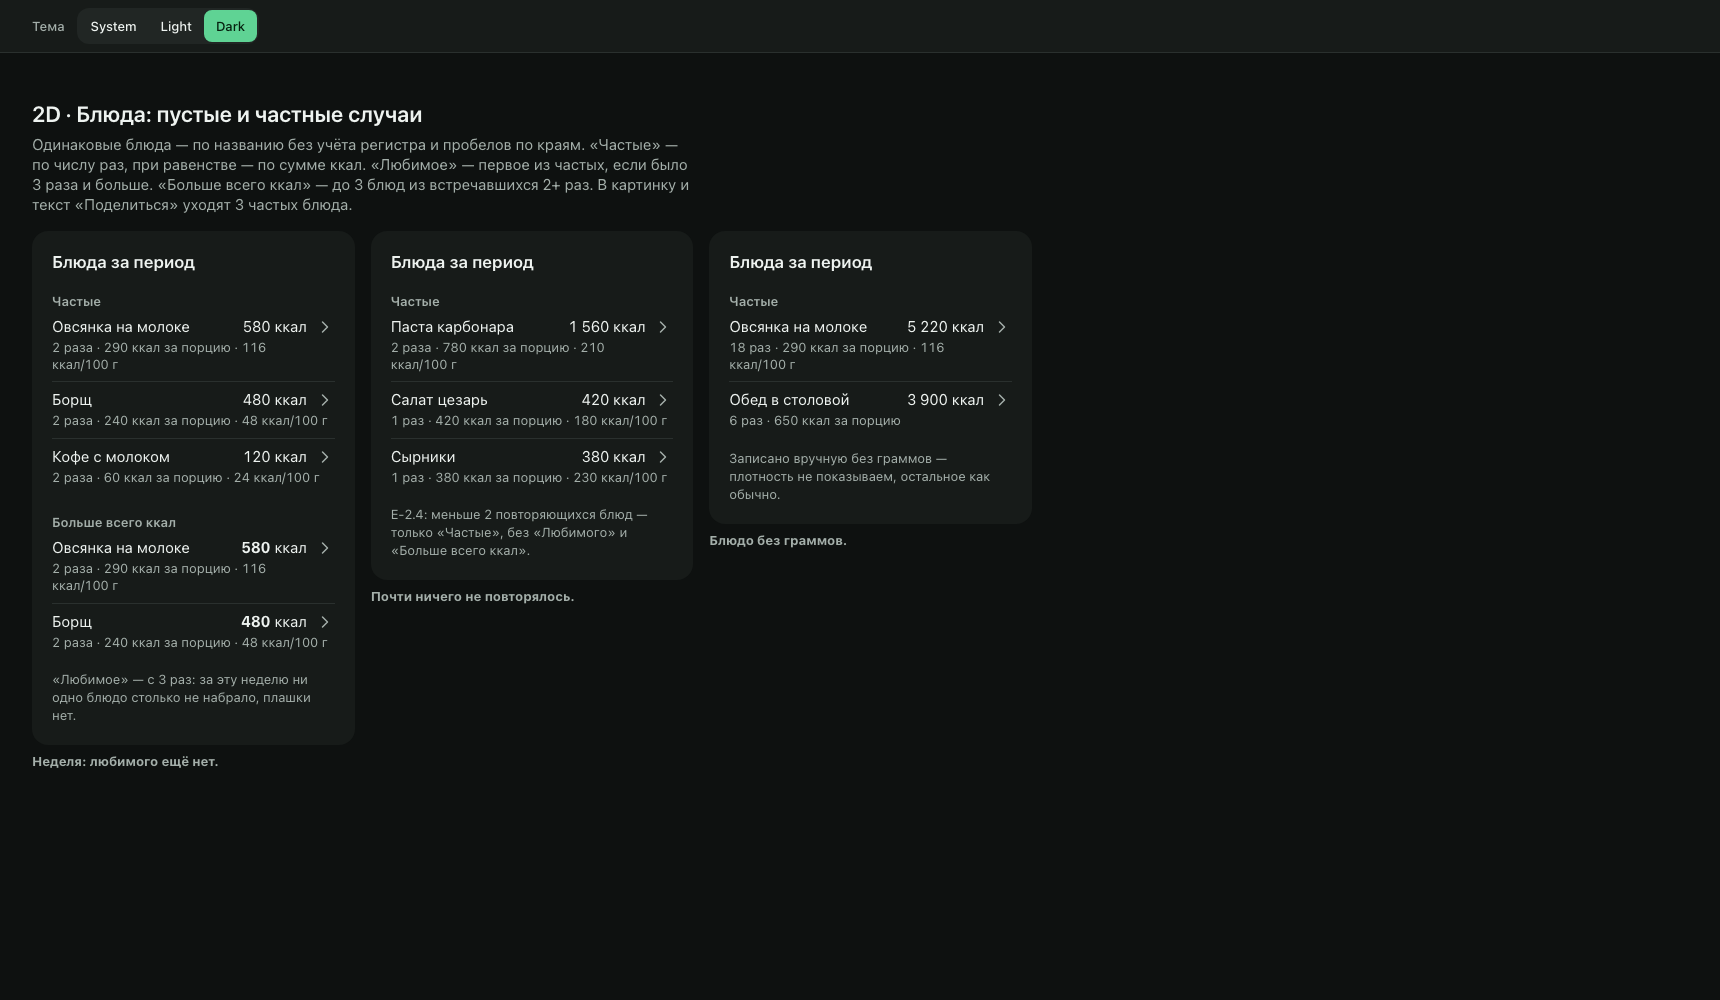 Тема System Light Dark
2D · Блюда: пустые и частные случаи
Одинаковые блюда — по названию без учёта регистра и пробелов по краям. «Частые» —
по числу раз, при равенстве — по сумме ккал. «Любимое» — первое из частых, если было
3 раза и больше. «Больше всего ккал» — до 3 блюд из встречавшихся 2+ раз. В картинку и
текст «Поделиться» уходят 3 частых блюда.
Блюда за период
Частые
Овсянка на молоке 580 ккал
2 раза · 290 ккал за порцию · 116
ккал/100 г
Борщ 480 ккал
2 раза · 240 ккал за порцию · 48 ккал/100 г
Кофе с молоком 120 ккал
2 раза · 60 ккал за порцию · 24 ккал/100 г
Больше всего ккал
Овсянка на молоке 580 ккал
2 раза · 290 ккал за порцию · 116
ккал/100 г
Борщ 480 ккал
2 раза · 240 ккал за порцию · 48 ккал/100 г
«Любимое» — с 3 раз: за эту неделю ни
одно блюдо столько не набрало, плашки
нет.
Неделя: любимого ещё нет.
Блюда за период
Частые
Паста карбонара 1 560 ккал
2 раза · 780 ккал за порцию · 210
ккал/100 г
Салат цезарь 420 ккал
1 раз · 420 ккал за порцию · 180 ккал/100 г
Сырники 380 ккал
1 раз · 380 ккал за порцию · 230 ккал/100 г
Е-2.4: меньше 2 повторяющихся блюд —
только «Частые», без «Любимого» и
«Больше всего ккал».
Почти ничего не повторялось.
Блюда за период
Частые
Овсянка на молоке 5 220 ккал
18 раз · 290 ккал за порцию · 116
ккал/100 г
Обед в столовой 3 900 ккал
6 раз · 650 ккал за порцию
Записано вручную без граммов —
плотность не показываем, остальное как
обычно.
Блюдо без граммов.